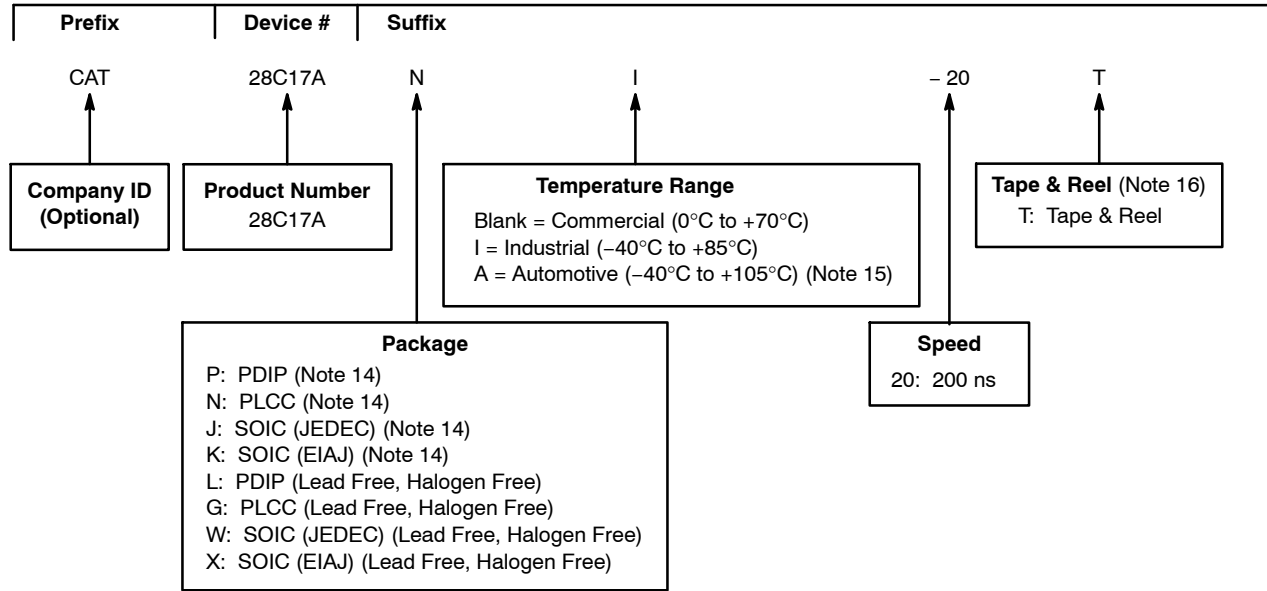 Prefix Device # Suffix
CAT 28C17A N I – 20 T
Company ID
(Optional)
Product Number
28C17A
Temperature Range
Blank = Commercial (0°C to +70°C)
I = Industrial (−40°C to +85°C)
A = Automotive (−40°C to +105°C) (Note 15)
Tape & Reel (Note 16)
T: Tape & Reel
Package
P: PDIP (Note 14)
N: PLCC (Note 14)
J: SOIC (JEDEC) (Note 14)
K: SOIC (EIAJ) (Note 14)
L: PDIP (Lead Free, Halogen Free)
G: PLCC (Lead Free, Halogen Free)
W: SOIC (JEDEC) (Lead Free, Halogen Free)
X: SOIC (EIAJ) (Lead Free, Halogen Free)
Speed
20: 200 ns